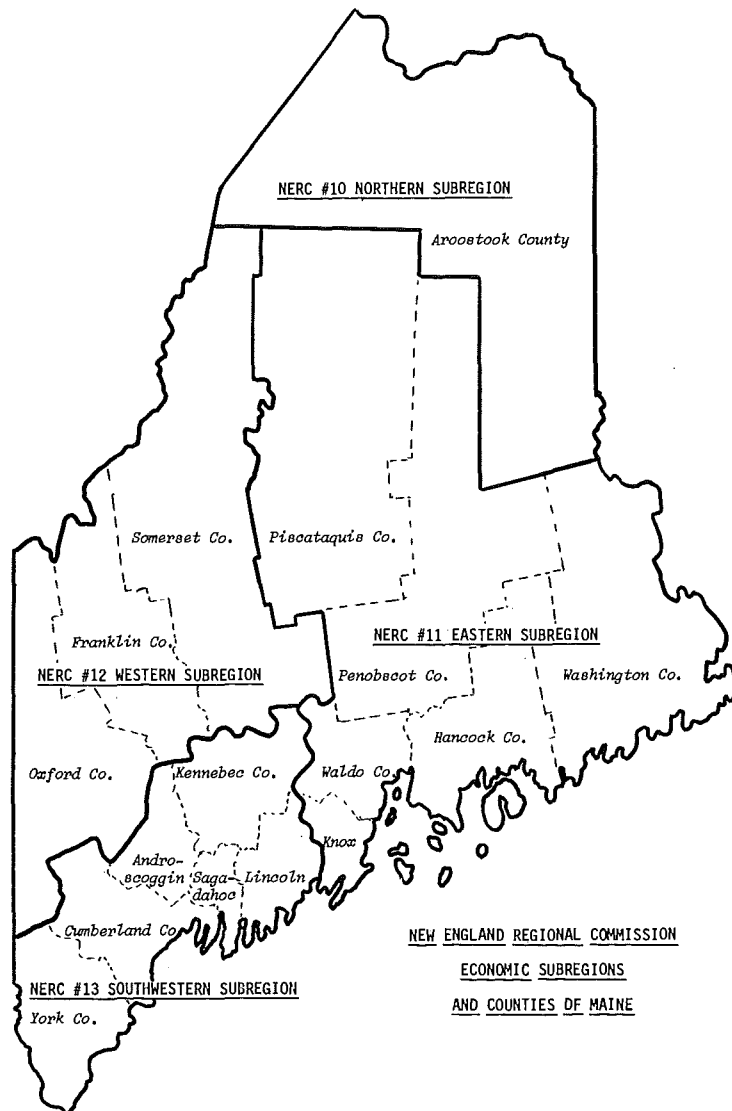 NERC #10 NORTHERN SUBREGION
Aroostook County
Somerset Co.
Piscataquis Co.
Franklin Co.
NERC #11 EASTERN SUBREGION
NERC #12 WESTERN SUBREGION
Penobscot Co.
Washington Co.
Hancock Co.
Oxford Co.
Kennebec Co.
Waldo Co.
Knox
Andro-
scoggin
Saga-
dahoc
Lincoln
Cumberland Co.
NEW ENGLAND REGIONAL COMMISSION
ECONOMIC SUBREGIONS
AND COUNTIES OF MAINE
NERC #13 SOUTHWESTERN SUBREGION
York Co.